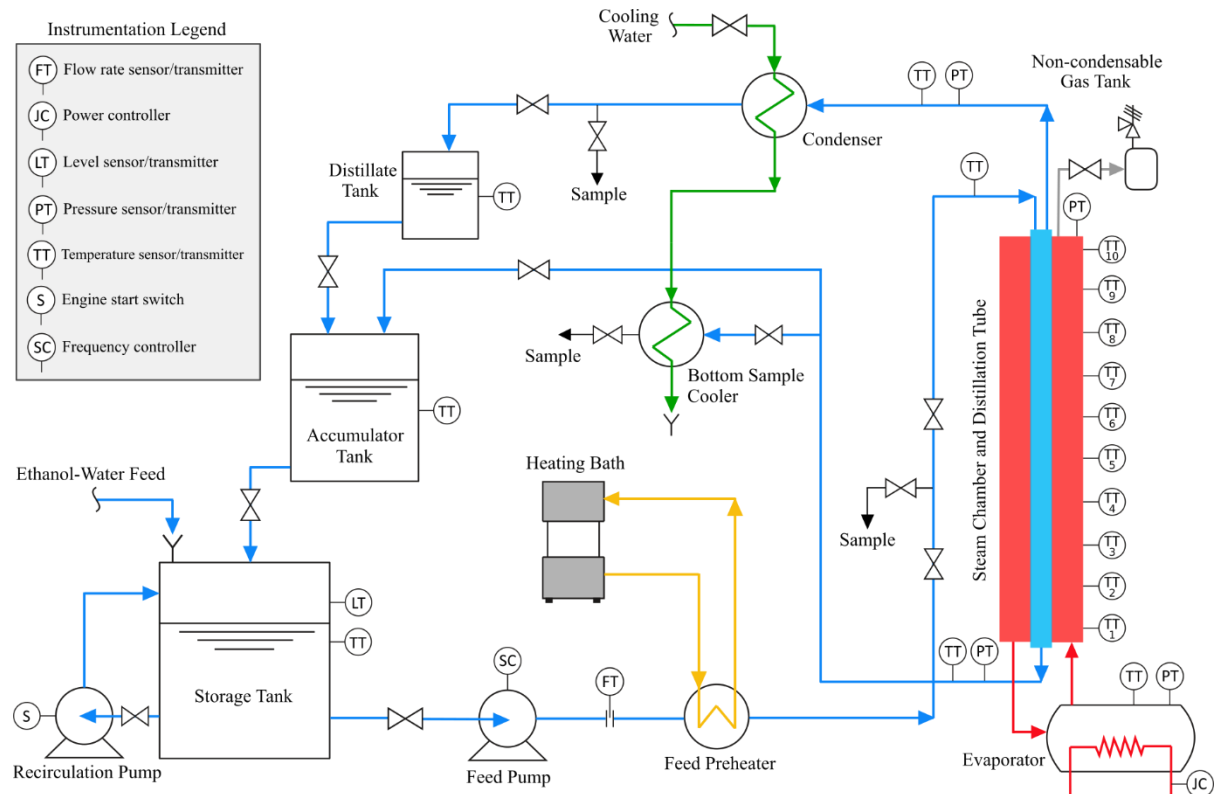 Instrumentation Legend
FT Flow rate sensor/transmitter
JC Power controller
LT Level sensor/transmitter
PT Pressure sensor/transmitter
TT Temperature sensor/transmitter
S Engine start switch
SC Frequency controller
Cooling
Water
TT PT
Condenser
Non-condensable
Gas Tank
Distillate
Tank
TT
Sample
TT
PT
Steam Chamber and Distillation Tube
TT
10
TT
9
TT
8
TT
7
TT
6
TT
5
TT
4
TT
3
TT
2
TT
1
Sample
Bottom Sample
Cooler
Accumulator
Tank
TT
Ethanol-Water Feed
Heating Bath
Sample
LT
TT
Storage Tank
S
Recirculation Pump
SC
Feed Pump
FT
Feed Preheater
TT PT
TT PT
Evaporator
JC